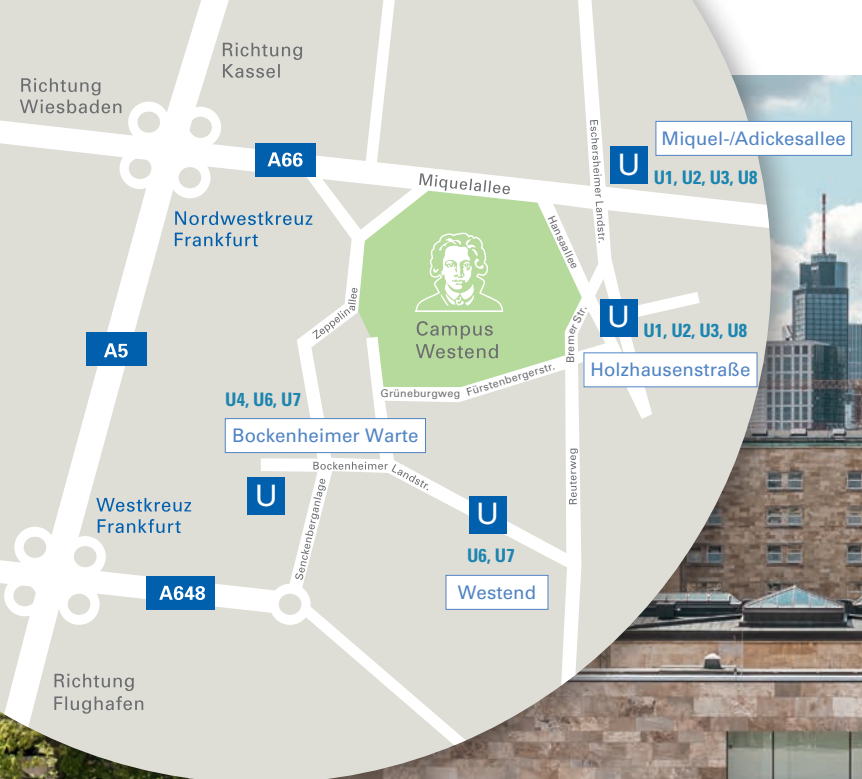 Richtung
Kassel
Richtung
Wiesbaden
A66
Miquelallee
Eschersheimer Landstr.
U
Miquel-/Adickesallee
U1, U2, U3, U8
Nordwestkreuz
Frankfurt
Hansaallee
Campus
Westend
Zeppelinallee
A5
Bremer Str.
U
U1, U2, U3, U8
Holzhausenstraße
Grüneburgweg
Fürstenbergerstr.
U4, U6, U7
Bockenheimer Warte
U
Bockenheimer Landstr.
Senckenberganlage
Reuterweg
U
U6, U7
Westend
Westkreuz
Frankfurt
A648
Richtung
Flughafen